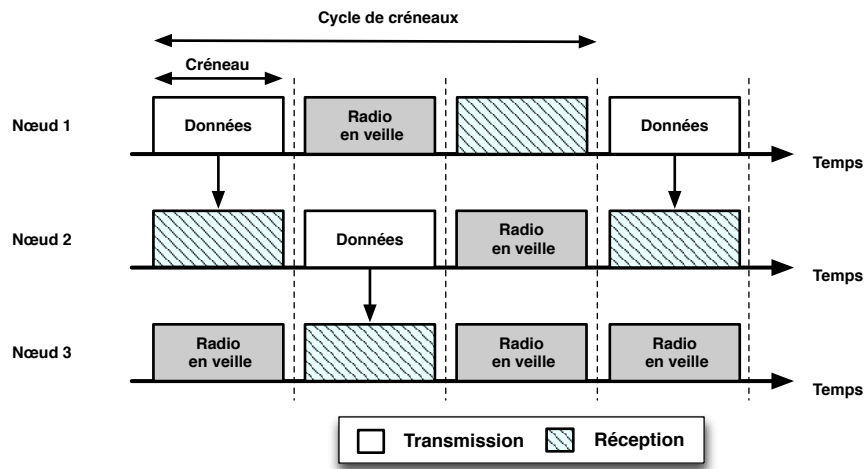 Cycle de créneaux
Créneau
Nœud 1
Données
Radio
en veille
Données
Temps
Nœud 2
Données
Radio
en veille
Temps
Nœud 3
Radio
en veille
Radio
en veille
Radio
en veille
Temps
Transmission
Réception